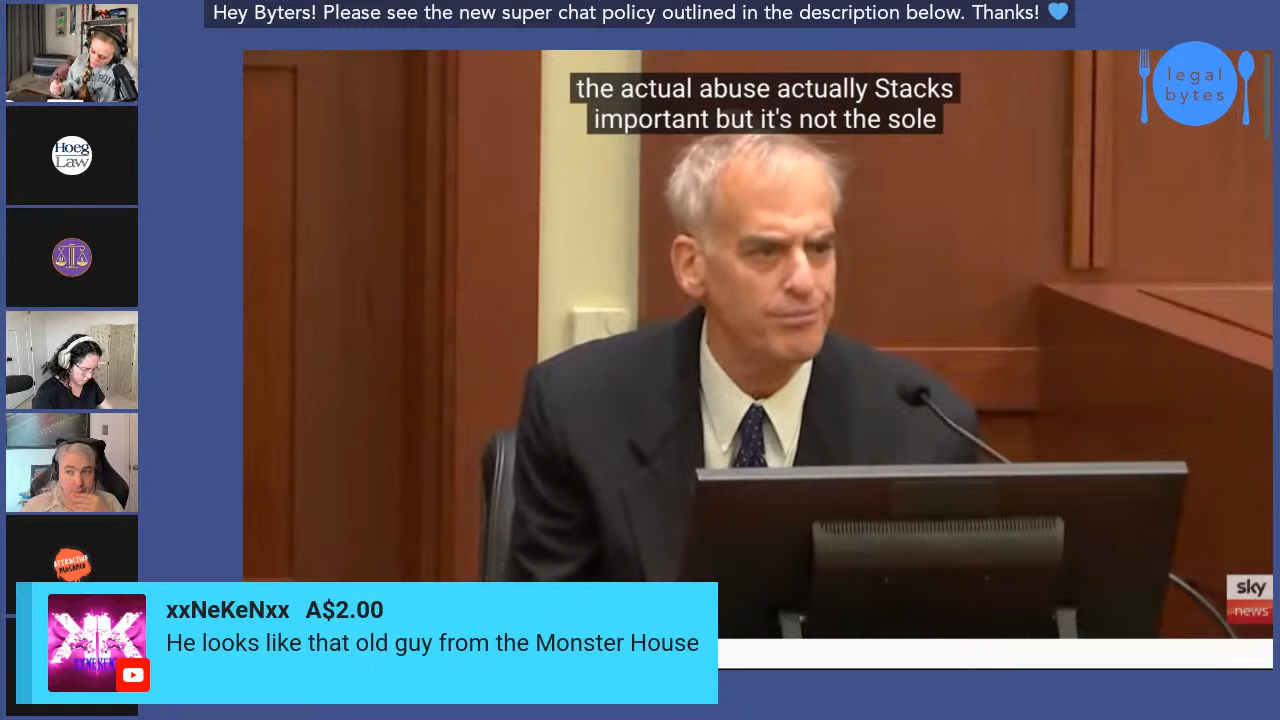 Hey Byters! Please see the new super chat policy outlined in the description below. Thanks! 💙
legal
bytes
the actual abuse actually Stacks
important but it's not the sole
Hoeg
Law
ATTRACTIVE
NUISANCE
sky
news
xxNeKeNxx A$2.00
He looks like that old guy from the Monster House